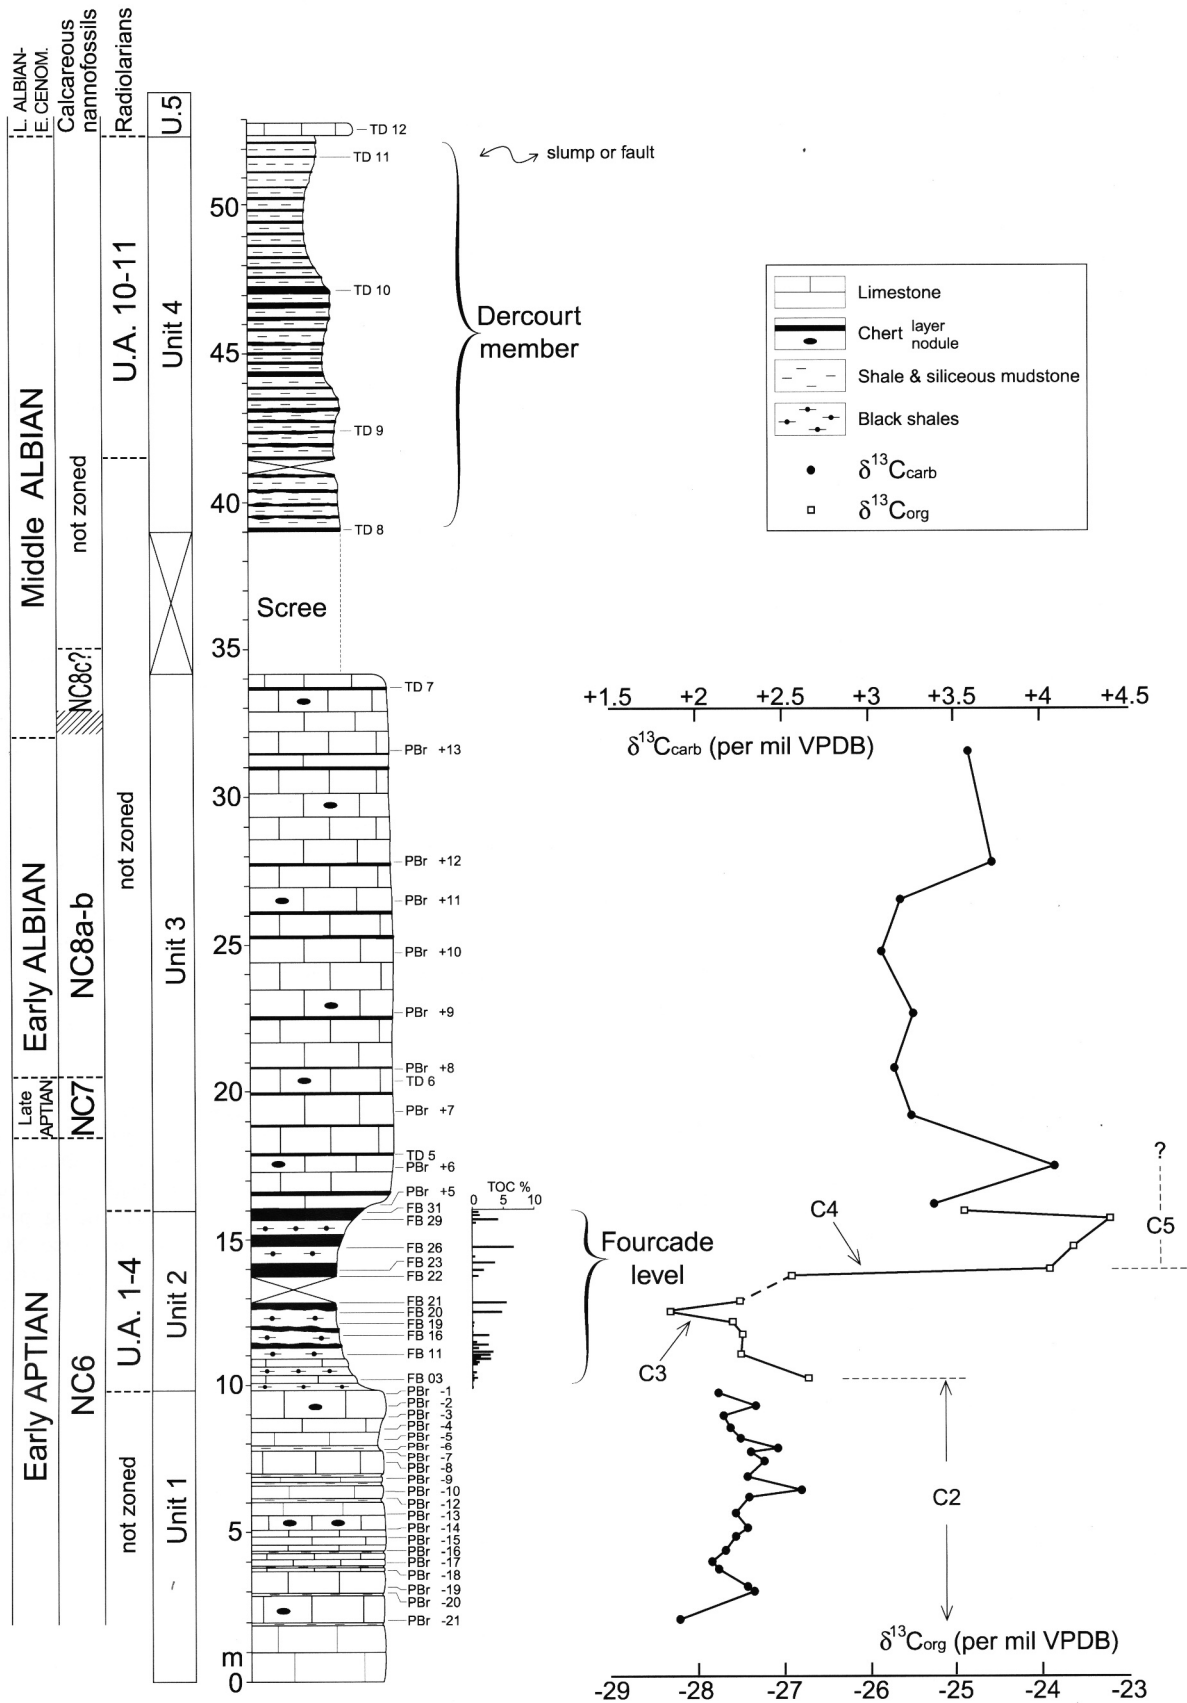 L. ALBIAN-
E. CENOM.
Calcareous
nannofossils
Radiolarians
U.5
TD 12
TD 11
slump or fault
50
U.A. 10-11
Unit 4
TD 10
Dercourt
member
Limestone
Chert layer
nodule
Shale & siliceous mudstone
Black shales
δ13Ccarb
δ13Corg
45
Middle ALBIAN
TD 9
not zoned
40
TD 8
Scree
35
NC8c?
TD 7
+1.5 +2 +2.5 +3 +3.5 +4 +4.5
δ13Ccarb (per mil VPDB)
PBr +13
30
not zoned
PBr +12
PBr +11
Early ALBIAN
NC8a-b
Unit 3
25
PBr +10
PBr +9
PBr +8
TD 6
20
Late
APTIAN
NC7
PBr +7
TD 5
PBr +6
PBr +5
TOC %
0 5 10
FB 31
FB 29
15
FB 26
FB 23
FB 22
FB 21
FB 20
FB 19
FB 16
FB 11
FB 03
Fourcade
level
C4
?
C5
C3
U.A. 1-4
Unit 2
Early APTIAN
NC6
10
PBr -1
PBr -2
PBr -3
PBr -4
PBr -5
PBr -6
PBr -7
PBr -8
PBr -9
PBr -10
PBr -12
PBr -13
PBr -14
PBr -15
PBr -16
PBr -17
PBr -18
PBr -19
PBr -20
PBr -21
C2
not zoned
Unit 1
5
m
0
δ13Corg (per mil VPDB)
-29 -28 -27 -26 -25 -24 -23